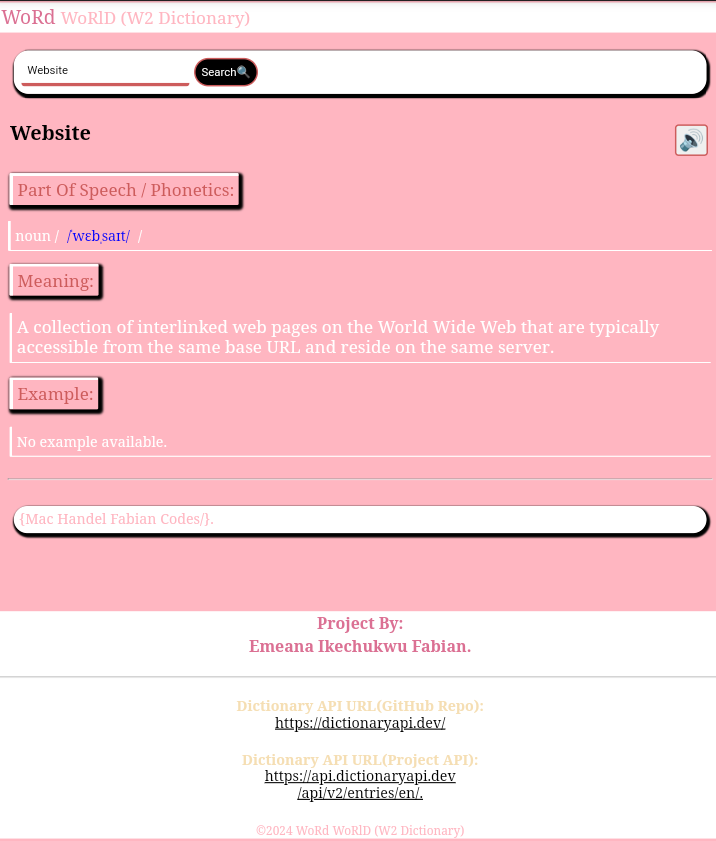 WoRd WoRlD (W2 Dictionary)
Website
Search🔍
Website
🔊
Part Of Speech / Phonetics:
noun / /ˈwɛbˌsaɪt/ /
Meaning:
A collection of interlinked web pages on the World Wide Web that are typically
accessible from the same base URL and reside on the same server.
Example:
No example available.
{Mac Handel Fabian Codes/}.
Project By:
Emeana Ikechukwu Fabian.
Dictionary API URL(GitHub Repo):
https://dictionaryapi.dev/
Dictionary API URL(Project API):
https://api.dictionaryapi.dev
/api/v2/entries/en/.
©2024 WoRd WoRlD (W2 Dictionary)